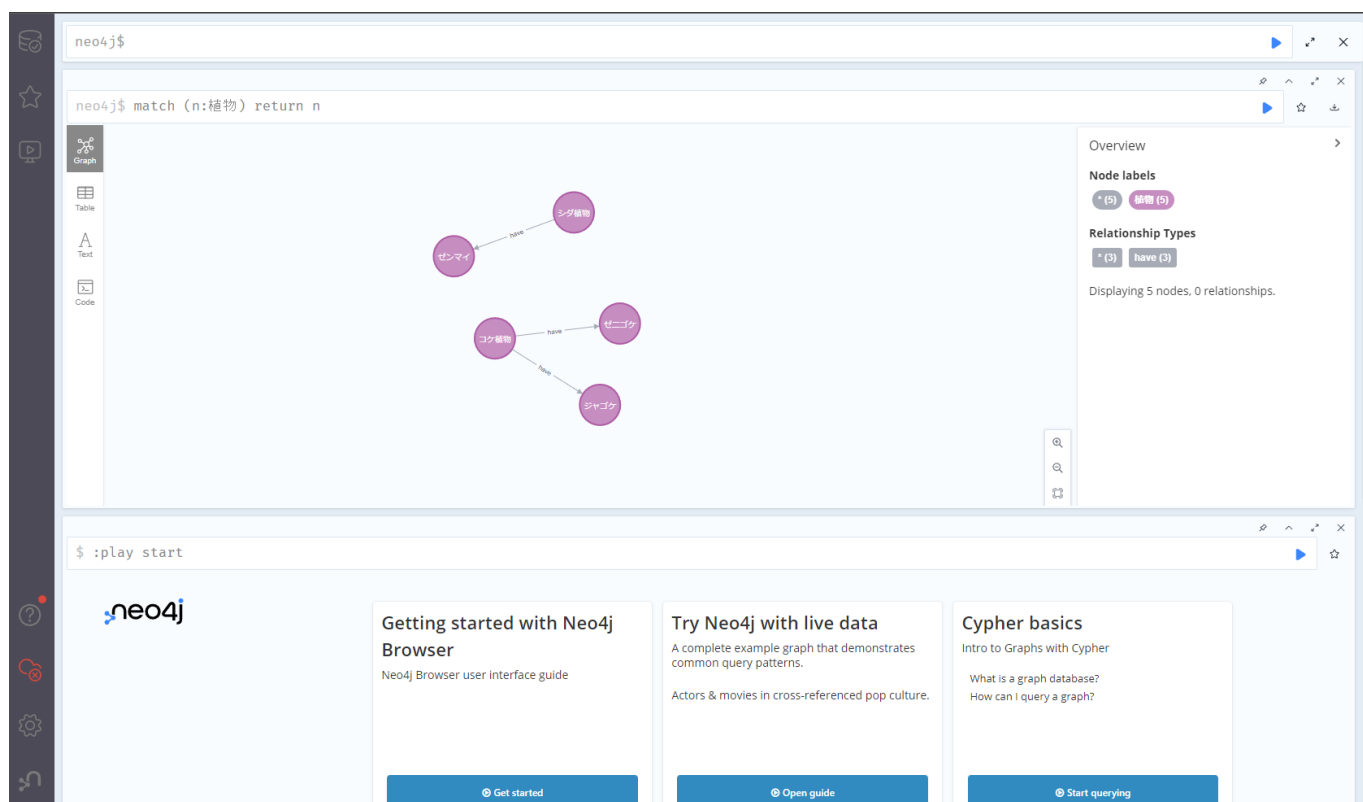 neo4j$
neo4j$ match (n:植物) return n
Graph
Table
Text
Code
シダ植物
have
ゼンマイ
コケ植物
have
ゼニゴケ
have
ジャゴケ
Overview
Node labels
* (5) 植物 (5)
Relationship Types
* (3) have (3)
Displaying 5 nodes, 0 relationships.
$ :play start
neo4j
Getting started with Neo4j
Browser
Neo4j Browser user interface guide
Get started
Try Neo4j with live data
A complete example graph that demonstrates
common query patterns.
Actors & movies in cross-referenced pop culture.
Open guide
Cypher basics
Intro to Graphs with Cypher
What is a graph database?
How can I query a graph?
Start querying